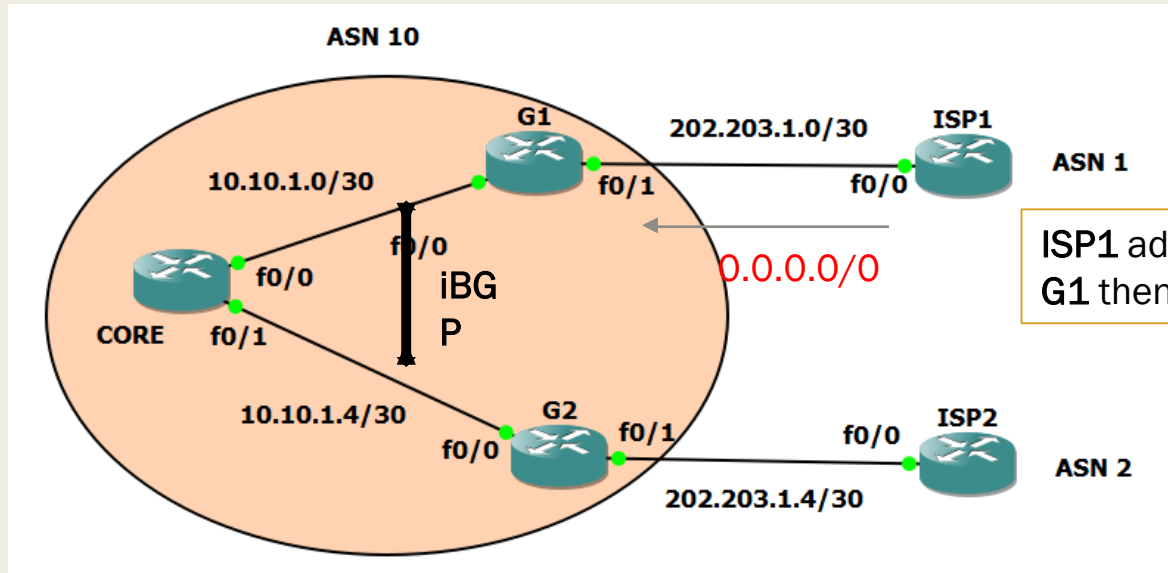 ASN 10
G1
202.203.1.0/30
ISP1
ASN 1
10.10.1.0/30
f0/1
f0/0
f0/0
f0/0
0.0.0.0/0
ISP1 ad
G1 then
iBG
P
CORE
f0/1
10.10.1.4/30
G2
f0/0
f0/1
f0/0
ISP2
ASN 2
202.203.1.4/30